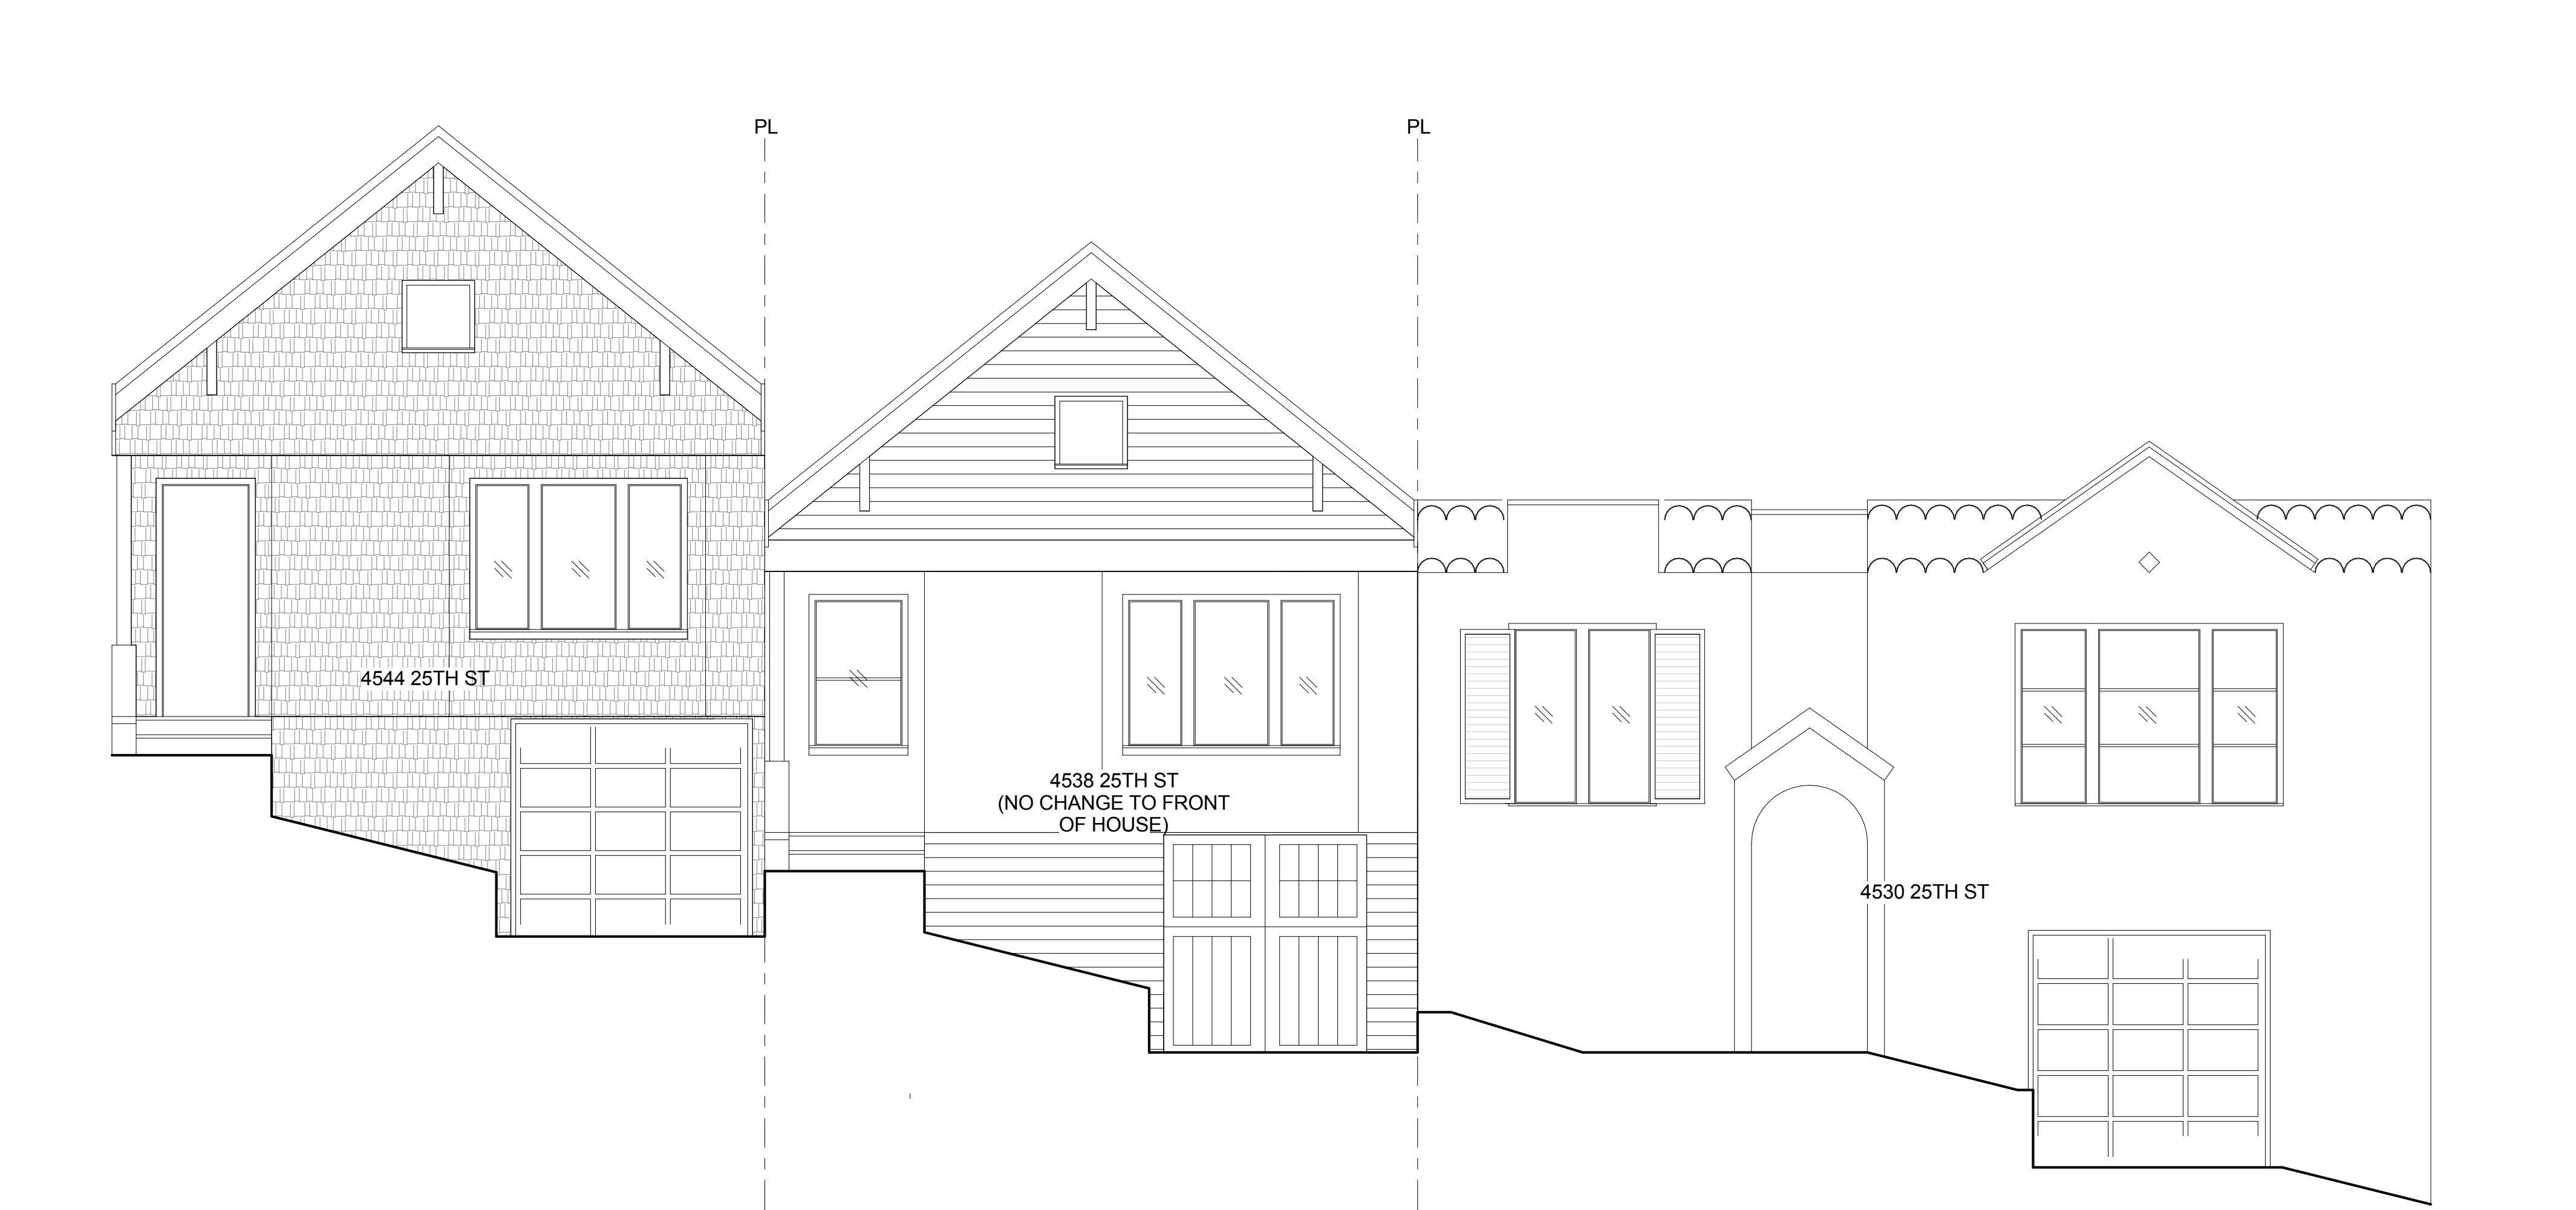 PL
PL
4544 25TH ST
4538 25TH ST
(NO CHANGE TO FRONT
OF HOUSE)
4530 25TH ST